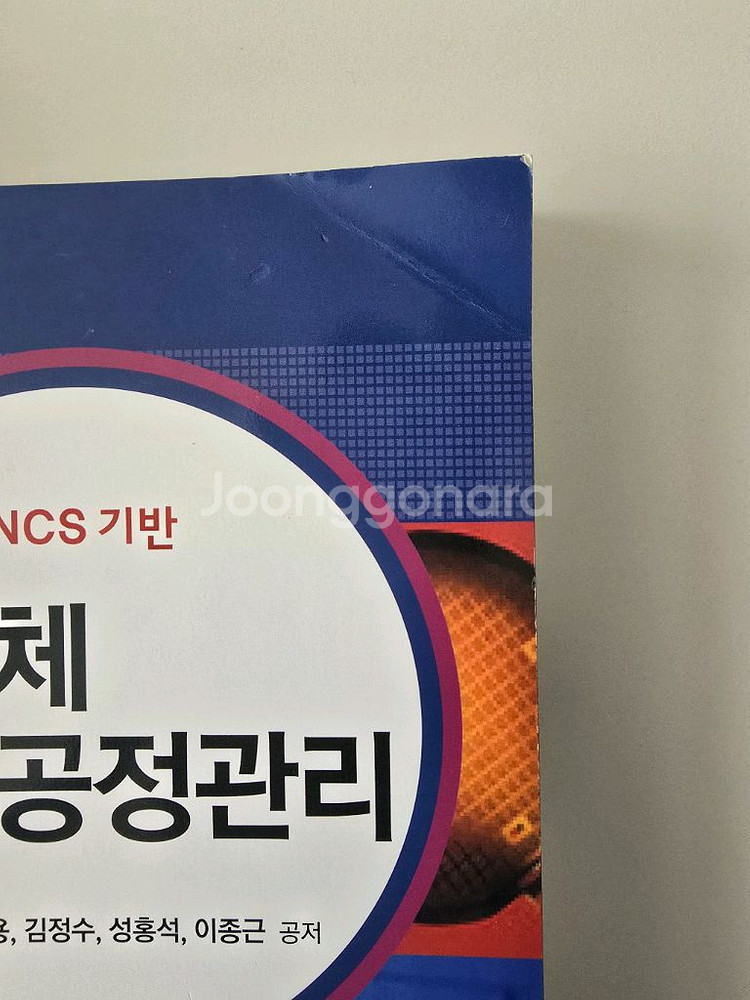 Joonggonara
NCS 기반
체
공정관리
용, 김정수, 성홍석, 이종근 공저